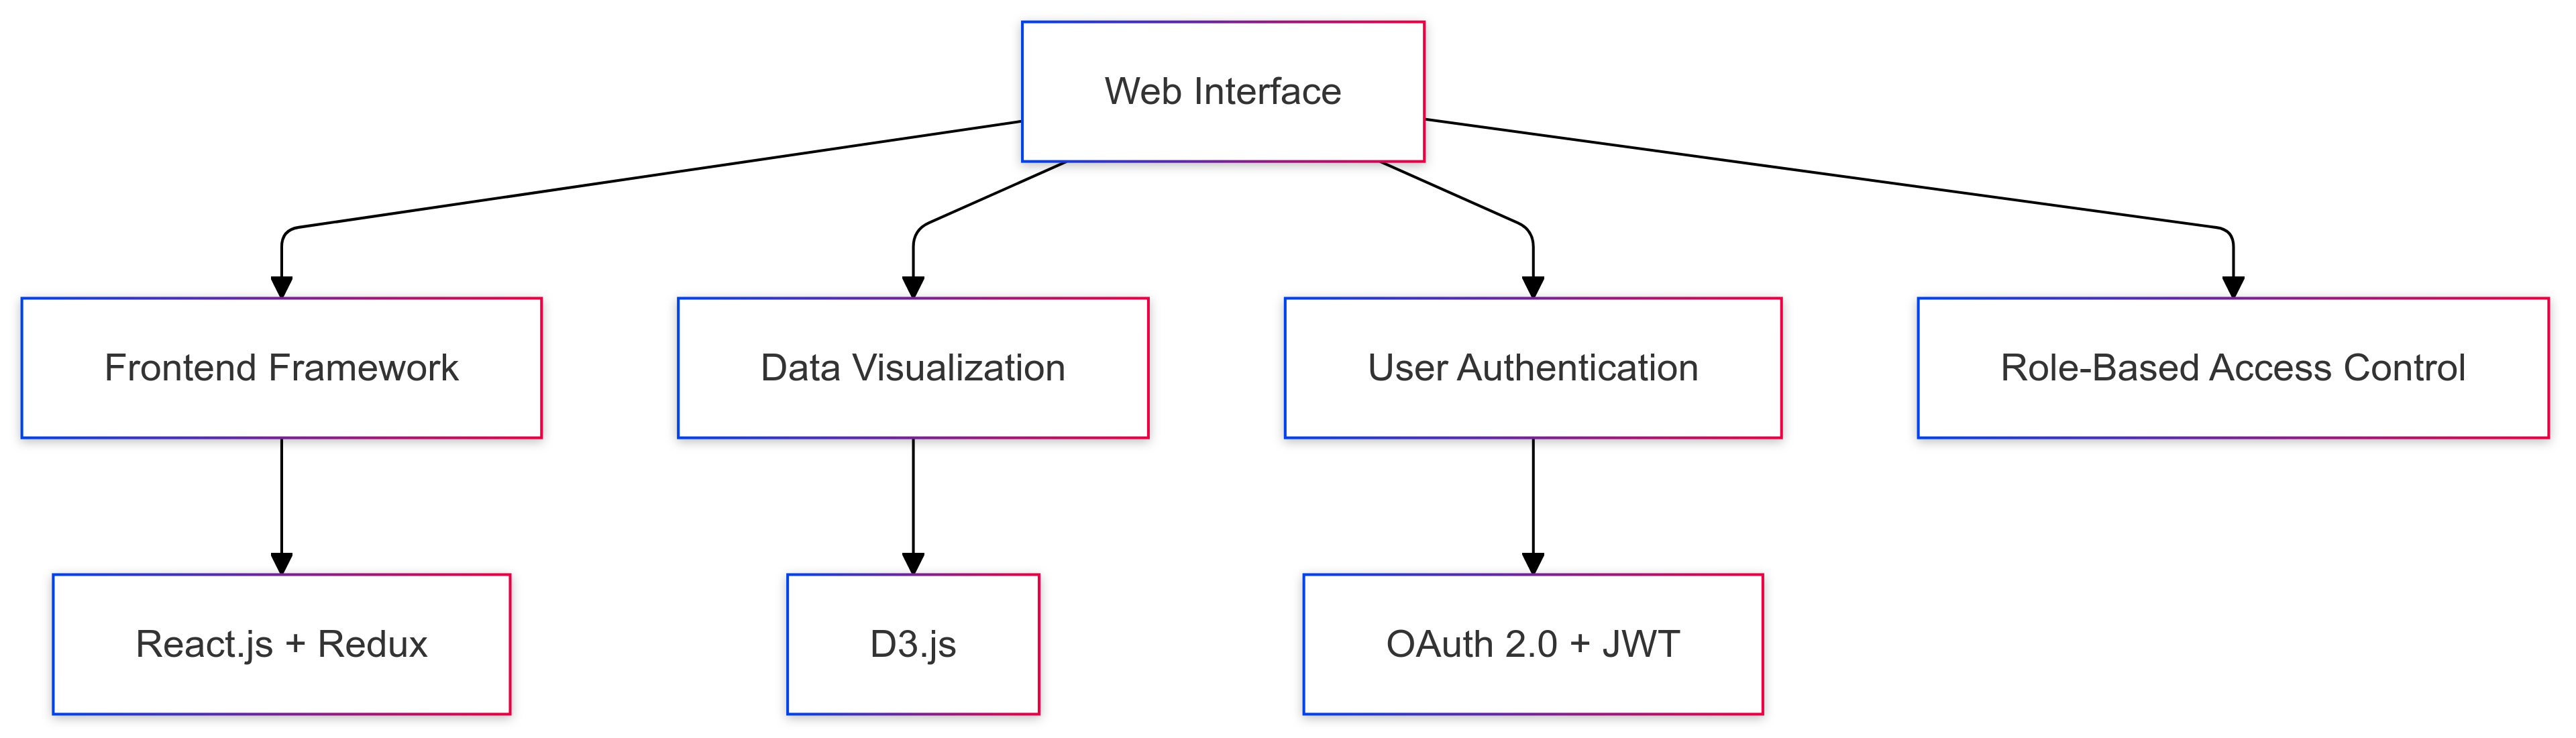 Web Interface
Frontend Framework
Data Visualization
User Authentication
Role-Based Access Control
React.js + Redux
D3.js
OAuth 2.0 + JWT